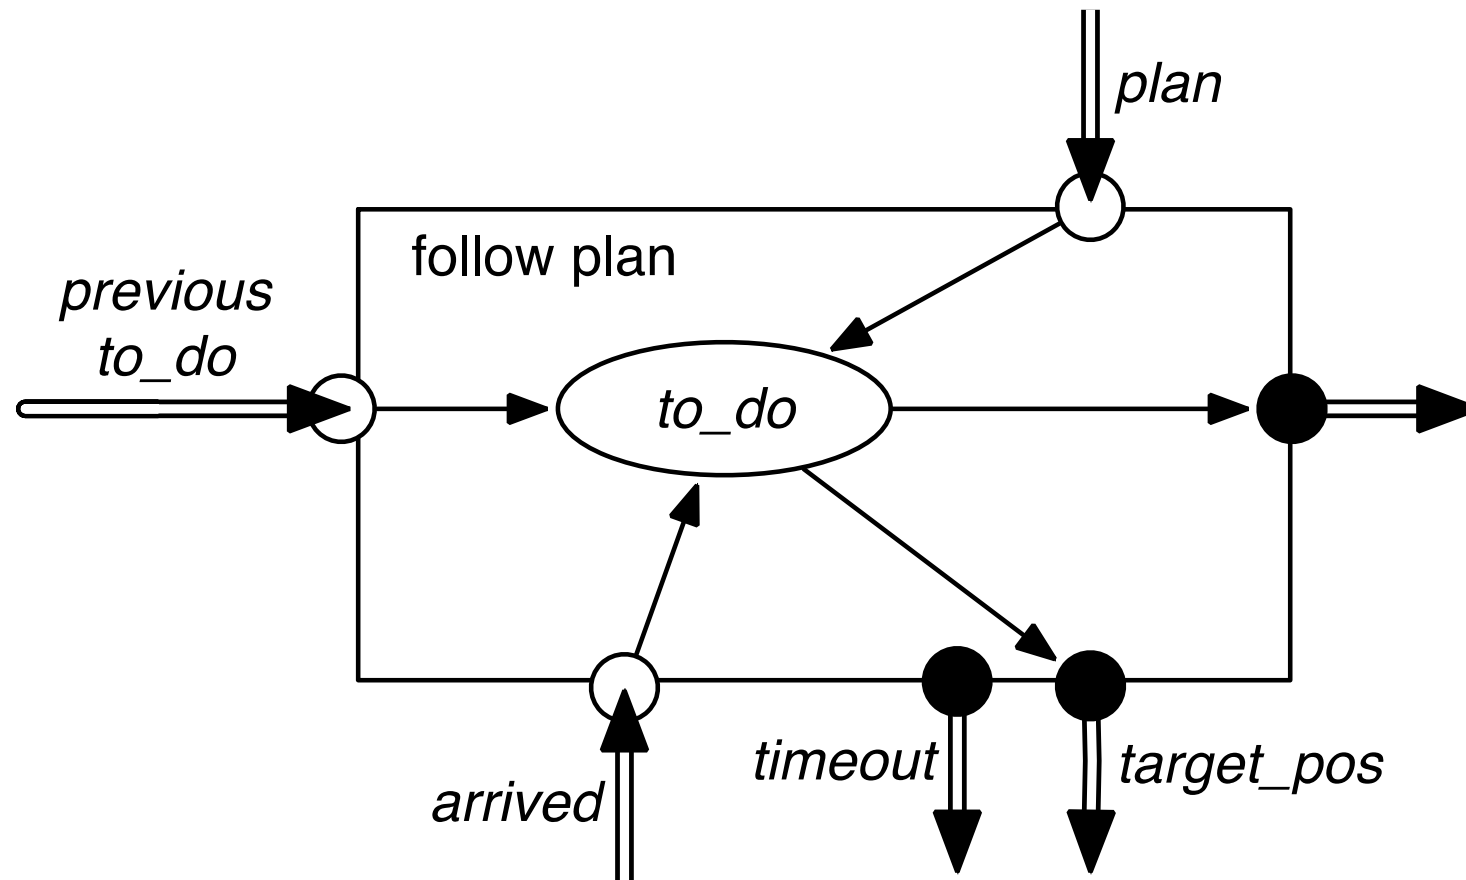 plan
follow plan
previous
to_do
to_do
timeout
target_pos
arrived